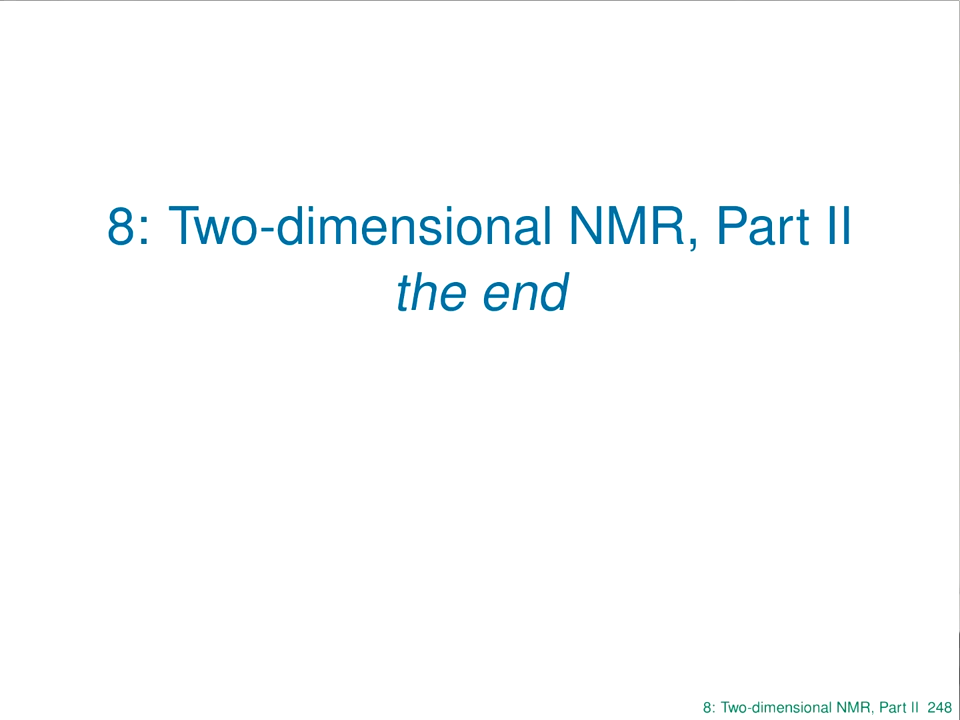 8: Two-dimensional NMR, Part II
the end
8: Two-dimensional NMR, Part II 248